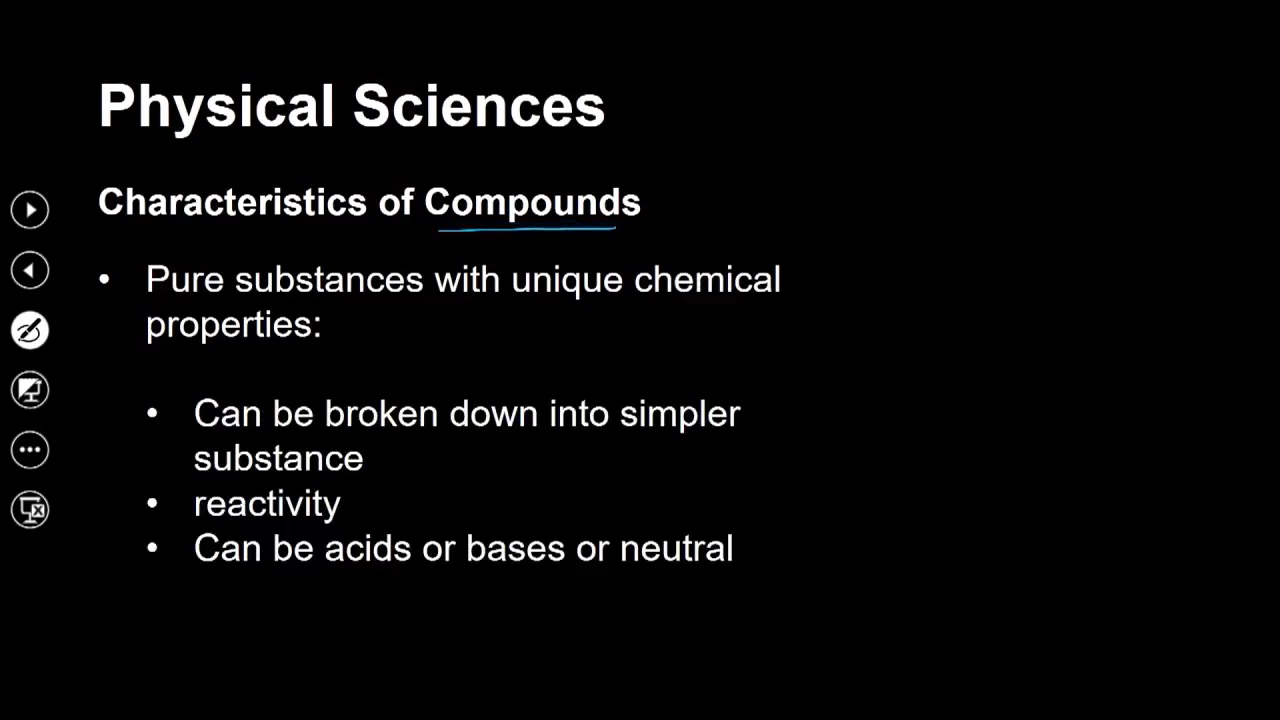 Physical Sciences
Characteristics of Compounds
• Pure substances with unique chemical
properties:
• Can be broken down into simpler
substance
• reactivity
• Can be acids or bases or neutral